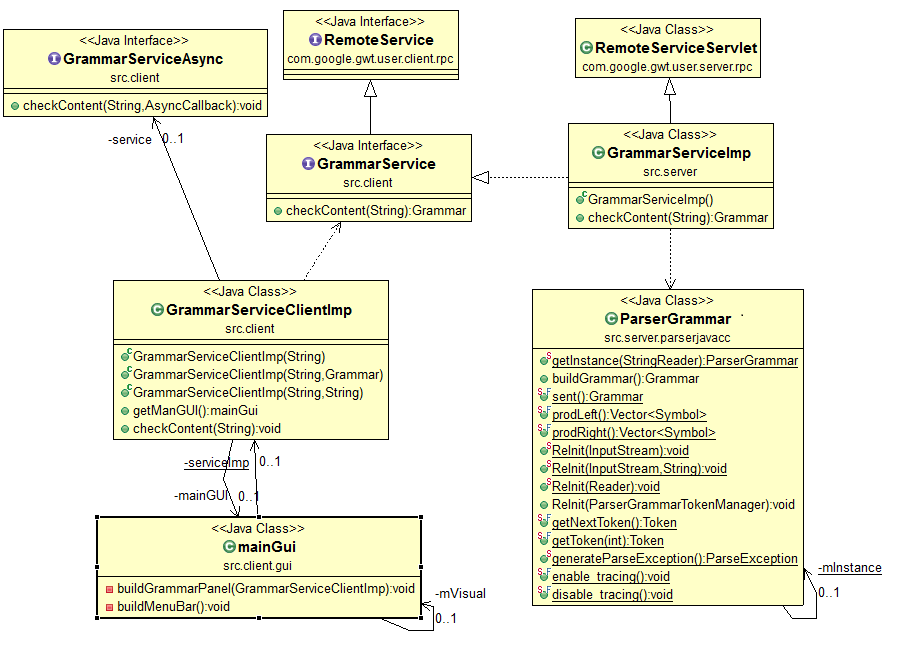 <<Java Interface>>
GrammarServiceAsync
src.client
checkContent(String,AsyncCallback):void
<<Java Interface>>
RemoteService
com.google.gwt.user.client.rpc
<<Java Class>>
RemoteServiceServlet
com.google.gwt.user.server.rpc
-service 0..1
<<Java Interface>>
GrammarService
src.client
checkContent(String):Grammar
<<Java Class>>
GrammarServiceImp
src.server
GrammarServiceImp()
checkContent(String):Grammar
<<Java Class>>
GrammarServiceClientImp
src.client
GrammarServiceClientImp(String)
GrammarServiceClientImp(String,Grammar)
GrammarServiceClientImp(String,String)
getManGUI():mainGui
checkContent(String):void
<<Java Class>>
ParserGrammar
src.server.parserjavacc
getInstance(StringReader):ParserGrammar
buildGrammar():Grammar
sent():Grammar
prodLeft():Vector<Symbol>
prodRight():Vector<Symbol>
ReInit(InputStream):void
ReInit(InputStream,String):void
ReInit(Reader):void
ReInit(ParserGrammarTokenManager):void
getNextToken():Token
getToken(int):Token
generateParseException():ParseException
enable_tracing():void
disable_tracing():void
-mInstance
0..1
-serviceImp 0..1
-mainGUI 0..1
<<Java Class>>
mainGui
src.client.gui
buildGrammarPanel(GrammarServiceClientImp):void
buildMenuBar():void
-mVisual
0..1